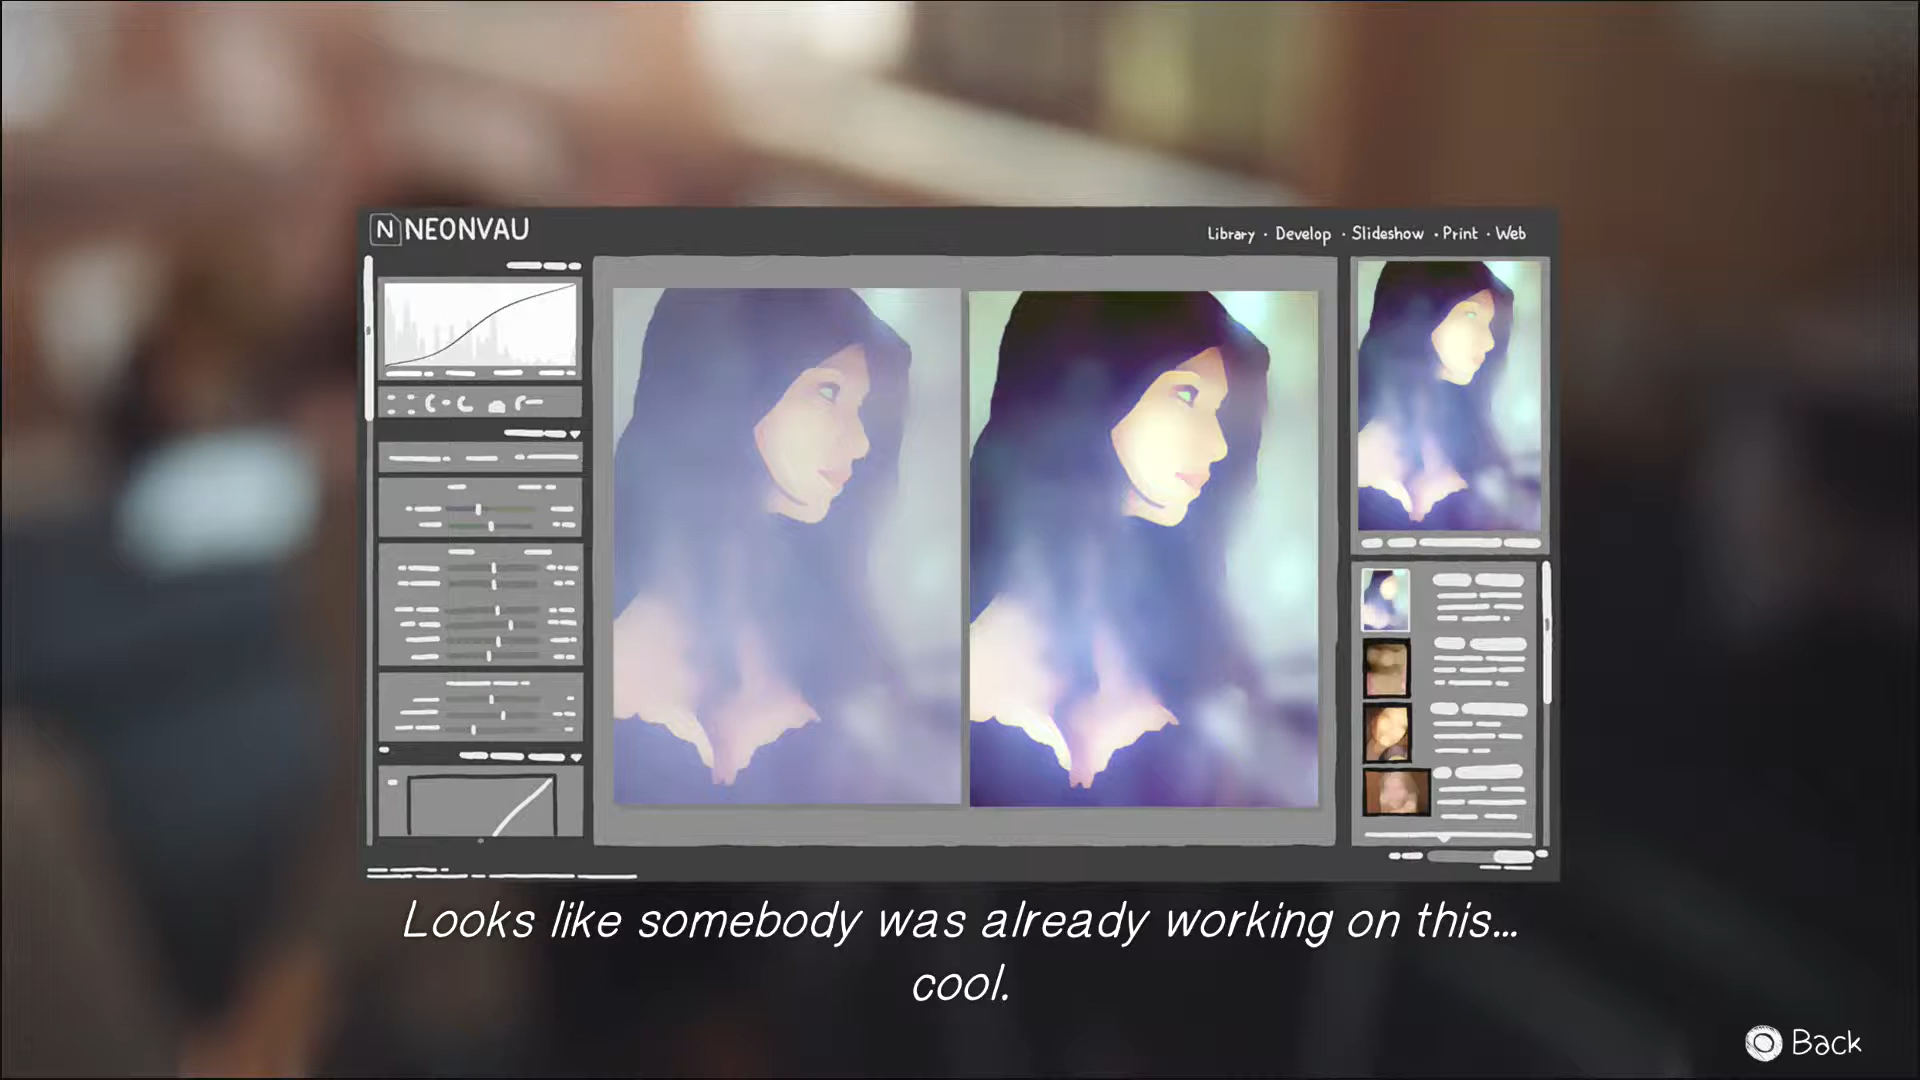 N NEONVAU
Library · Develop · Slideshow · Print · Web
Looks like somebody was already working on this...
cool.
Back